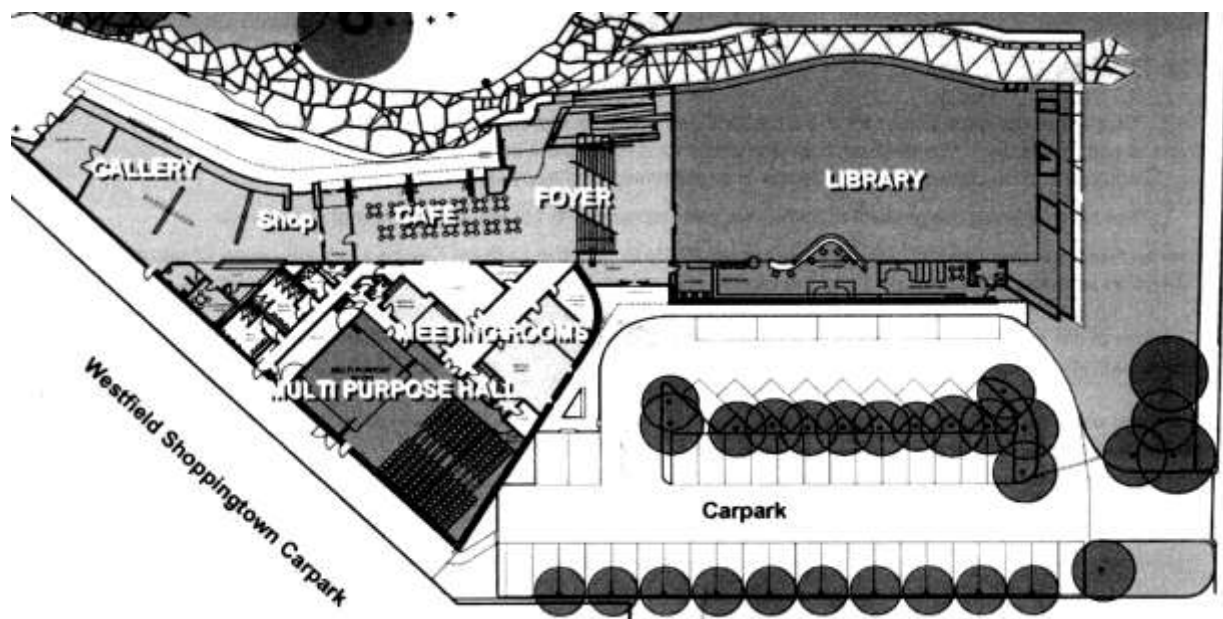 GALLERY
Shop
CAFE
FOYER
LIBRARY
MEETING ROOMS
MULTI PURPOSE HALL
Westfield Shoppingtown Carpark
Carpark